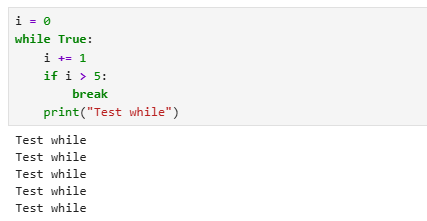 i = 0
while True:
    i += 1
    if i > 5:
        break
    print("Test while")
Test while
Test while
Test while
Test while
Test while